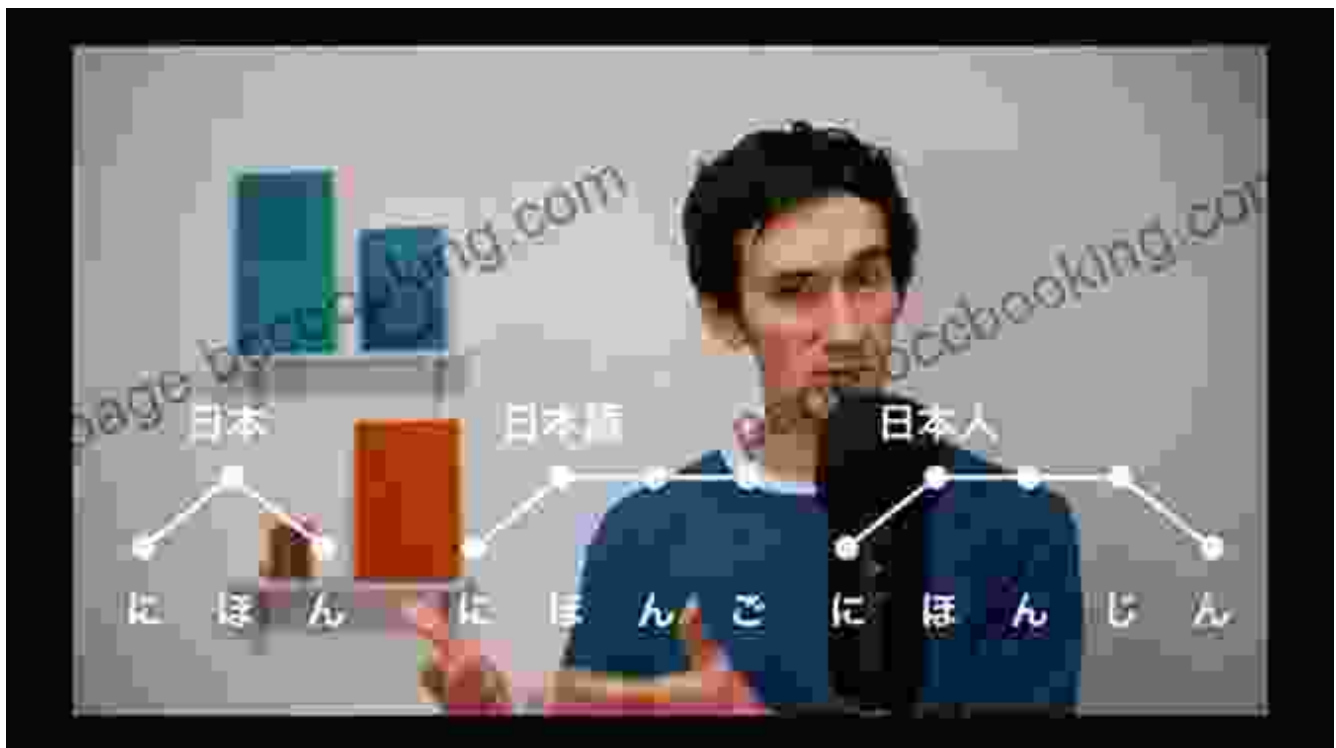 日本 日本語 日本人
に ほ ん に ほ ん ご に ほ ん じ ん